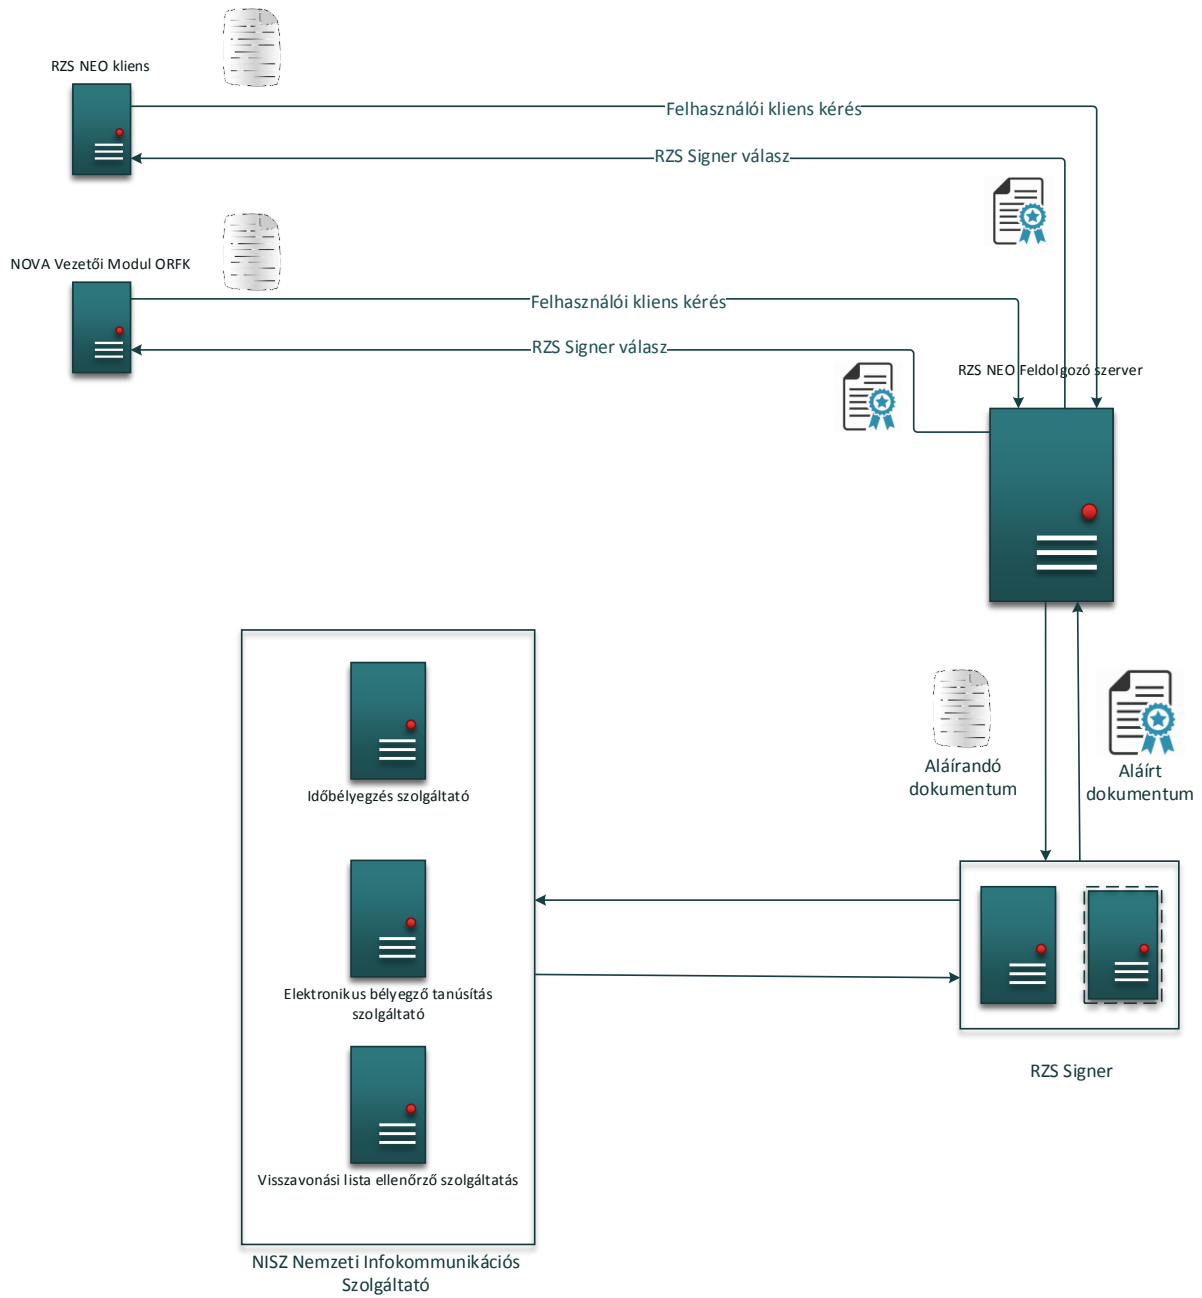 RZS NEO kliens
Felhasználói kliens kérés
RZS Signer válasz
NOVA Vezetői Modul ORFK
Felhasználói kliens kérés
RZS Signer válasz
RZS NEO Feldolgozó szerver
Aláírandó
dokumentum
Aláírt
dokumentum
Időbélyegzés szolgáltató
Elektronikus bélyegző tanúsítás
szolgáltató
Visszavonási lista ellenőrző szolgáltatás
RZS Signer
NISZ Nemzeti Infokommunikációs
Szolgáltató